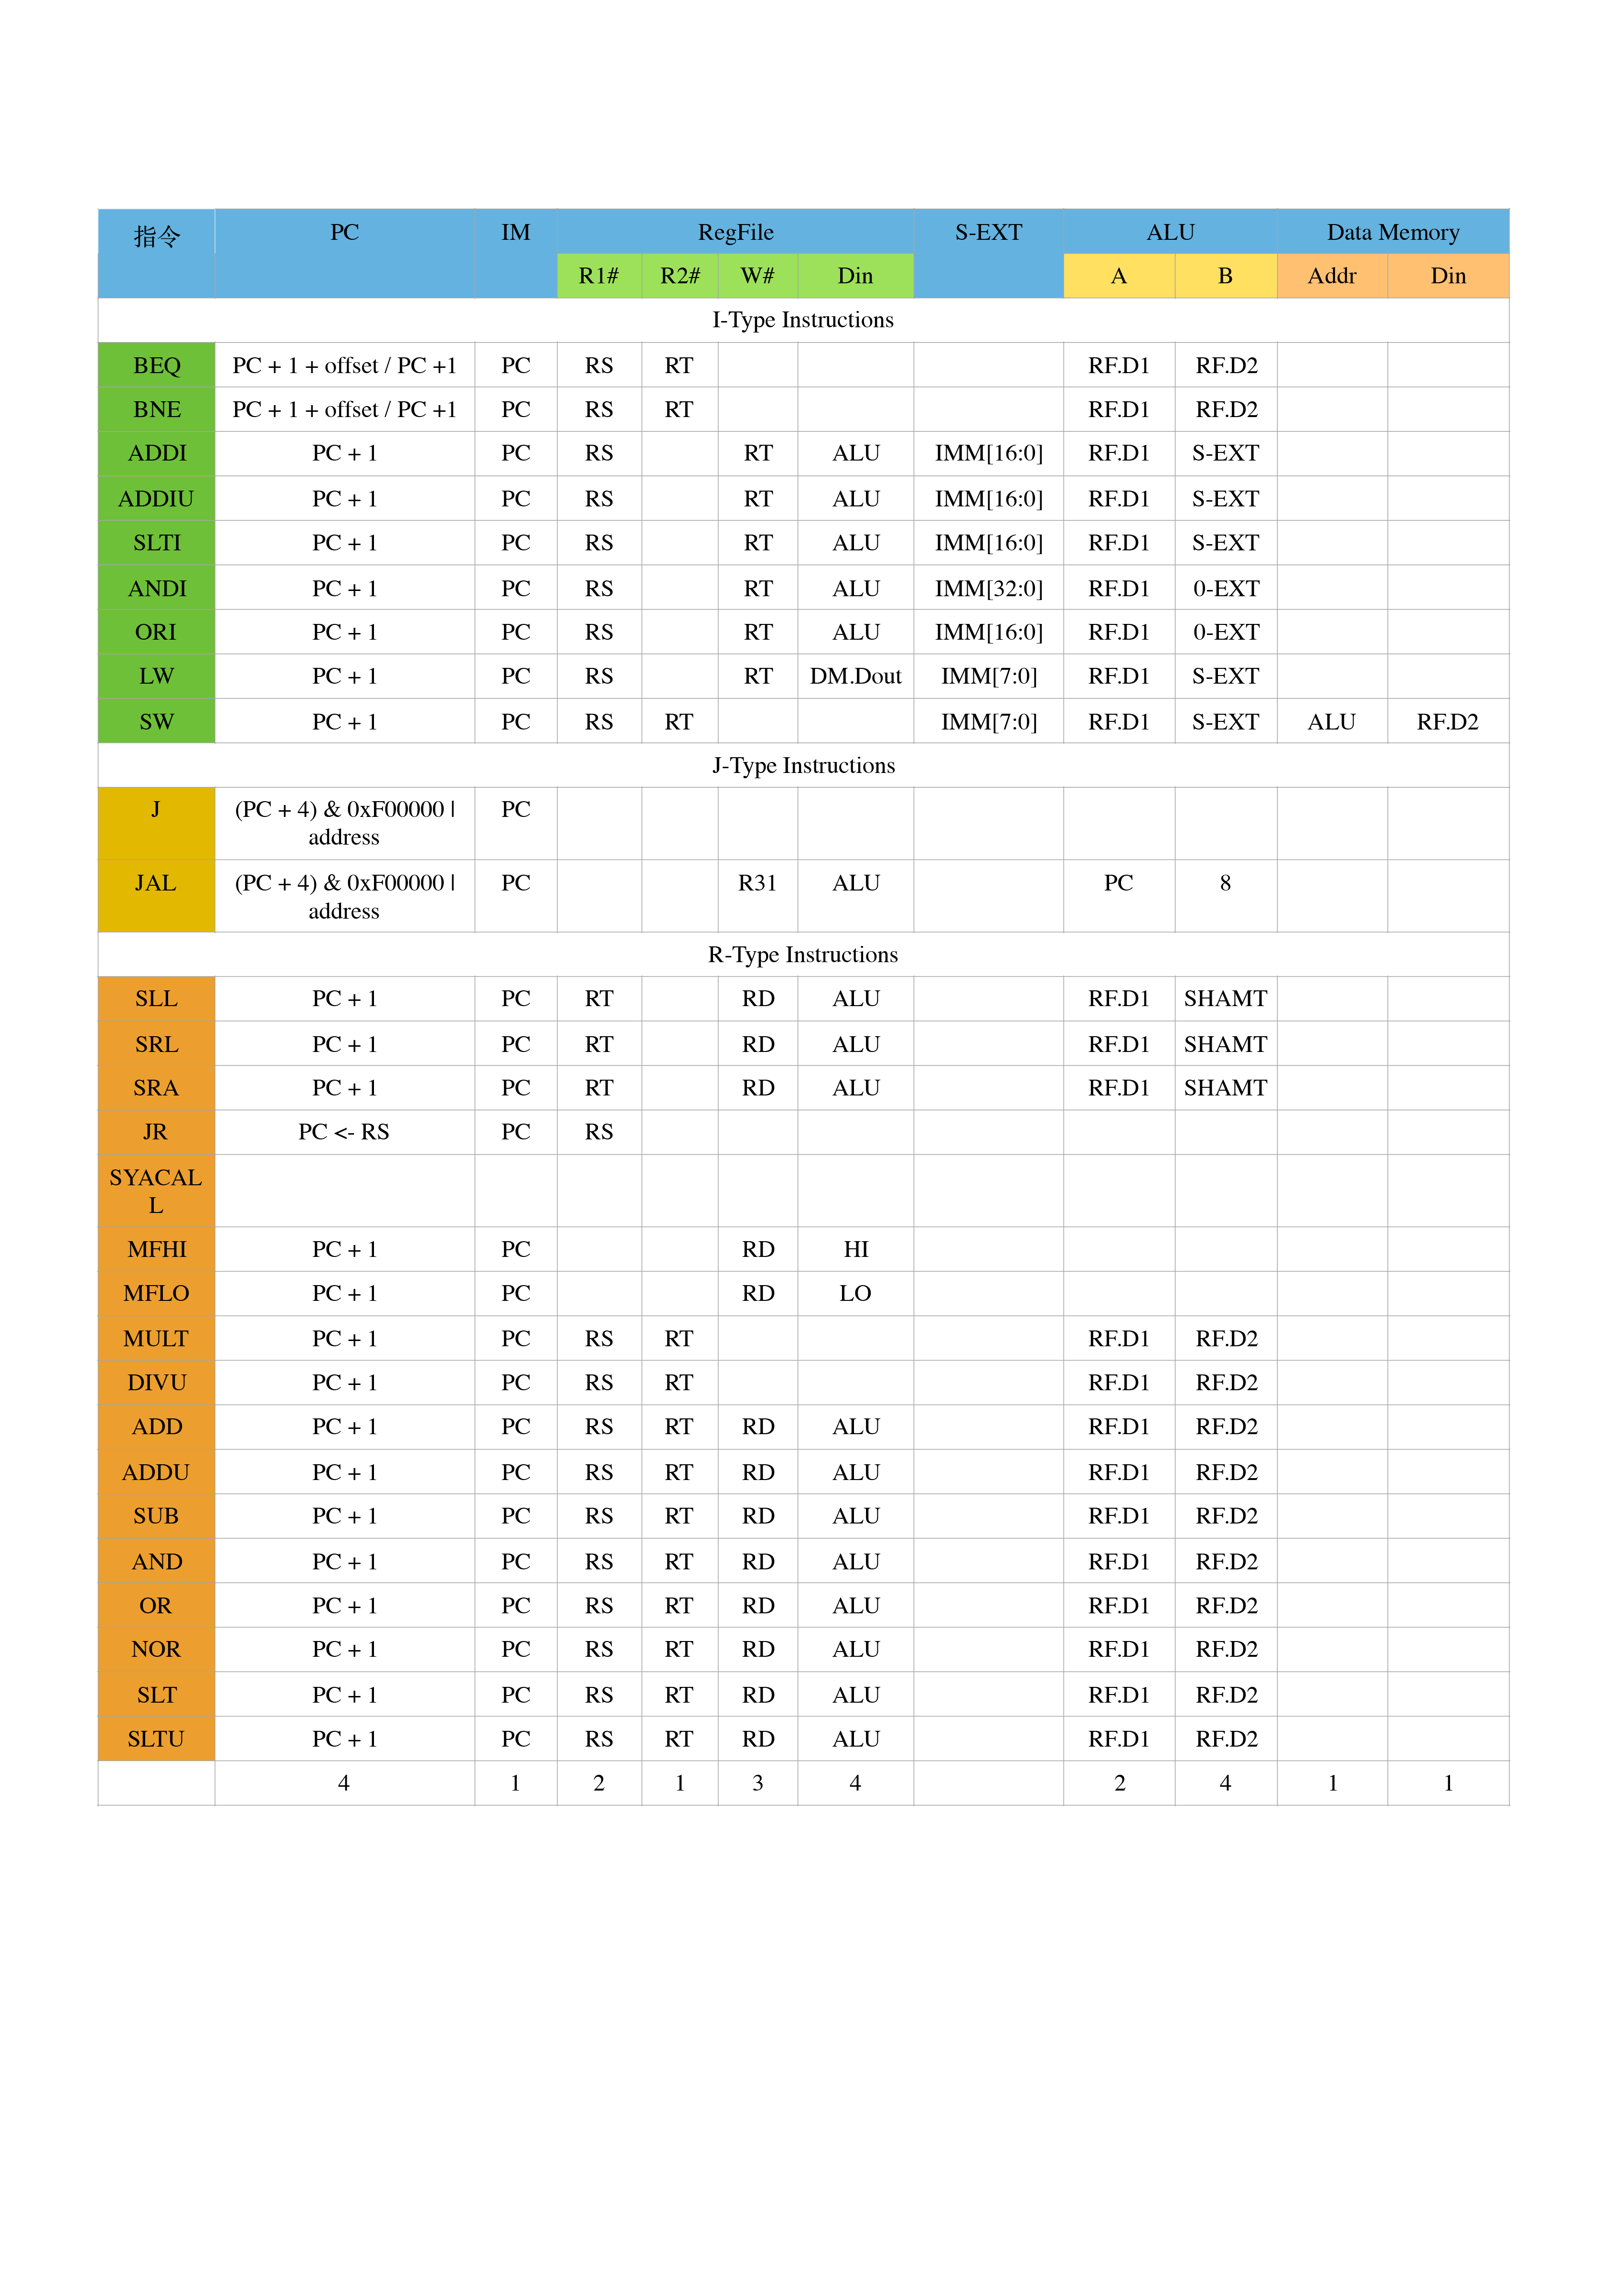 指令 PC IM RegFile S-EXT ALU Data Memory
R1# R2# W# Din A B Addr Din
I-Type Instructions
BEQ PC + 1 + offset / PC +1 PC RS RT RF.D1 RF.D2
BNE PC + 1 + offset / PC +1 PC RS RT RF.D1 RF.D2
ADDI PC + 1 PC RS RT ALU IMM[16:0] RF.D1 S-EXT
ADDIU PC + 1 PC RS RT ALU IMM[16:0] RF.D1 S-EXT
SLTI PC + 1 PC RS RT ALU IMM[16:0] RF.D1 S-EXT
ANDI PC + 1 PC RS RT ALU IMM[32:0] RF.D1 0-EXT
ORI PC + 1 PC RS RT ALU IMM[16:0] RF.D1 0-EXT
LW PC + 1 PC RS RT DM.Dout IMM[7:0] RF.D1 S-EXT
SW PC + 1 PC RS RT IMM[7:0] RF.D1 S-EXT ALU RF.D2
J-Type Instructions
J (PC + 4) & 0xF00000 | PC
address
JAL (PC + 4) & 0xF00000 | PC R31 ALU PC 8
address
R-Type Instructions
SLL PC + 1 PC RT RD ALU RF.D1 SHAMT
SRL PC + 1 PC RT RD ALU RF.D1 SHAMT
SRA PC + 1 PC RT RD ALU RF.D1 SHAMT
JR PC <- RS PC RS
SYACAL
L
MFHI PC + 1 PC RD HI
MFLO PC + 1 PC RD LO
MULT PC + 1 PC RS RT RF.D1 RF.D2
DIVU PC + 1 PC RS RT RF.D1 RF.D2
ADD PC + 1 PC RS RT RD ALU RF.D1 RF.D2
ADDU PC + 1 PC RS RT RD ALU RF.D1 RF.D2
SUB PC + 1 PC RS RT RD ALU RF.D1 RF.D2
AND PC + 1 PC RS RT RD ALU RF.D1 RF.D2
OR PC + 1 PC RS RT RD ALU RF.D1 RF.D2
NOR PC + 1 PC RS RT RD ALU RF.D1 RF.D2
SLT PC + 1 PC RS RT RD ALU RF.D1 RF.D2
SLTU PC + 1 PC RS RT RD ALU RF.D1 RF.D2
4 1 2 1 3 4 2 4 1 1